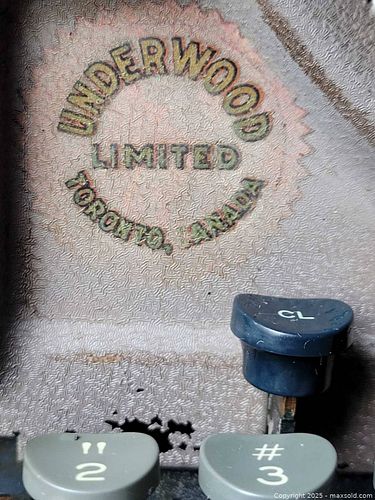 UNDERWOOD
LIMITED
TORONTO, CANADA
CL
" #
2 3
Copyright 2025 - maxsold.com